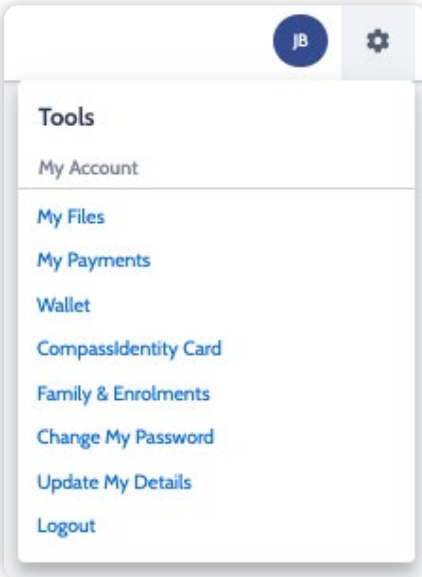 JB
Tools
My Account
My Files
My Payments
Wallet
CompassIdentity Card
Family & Enrolments
Change My Password
Update My Details
Logout